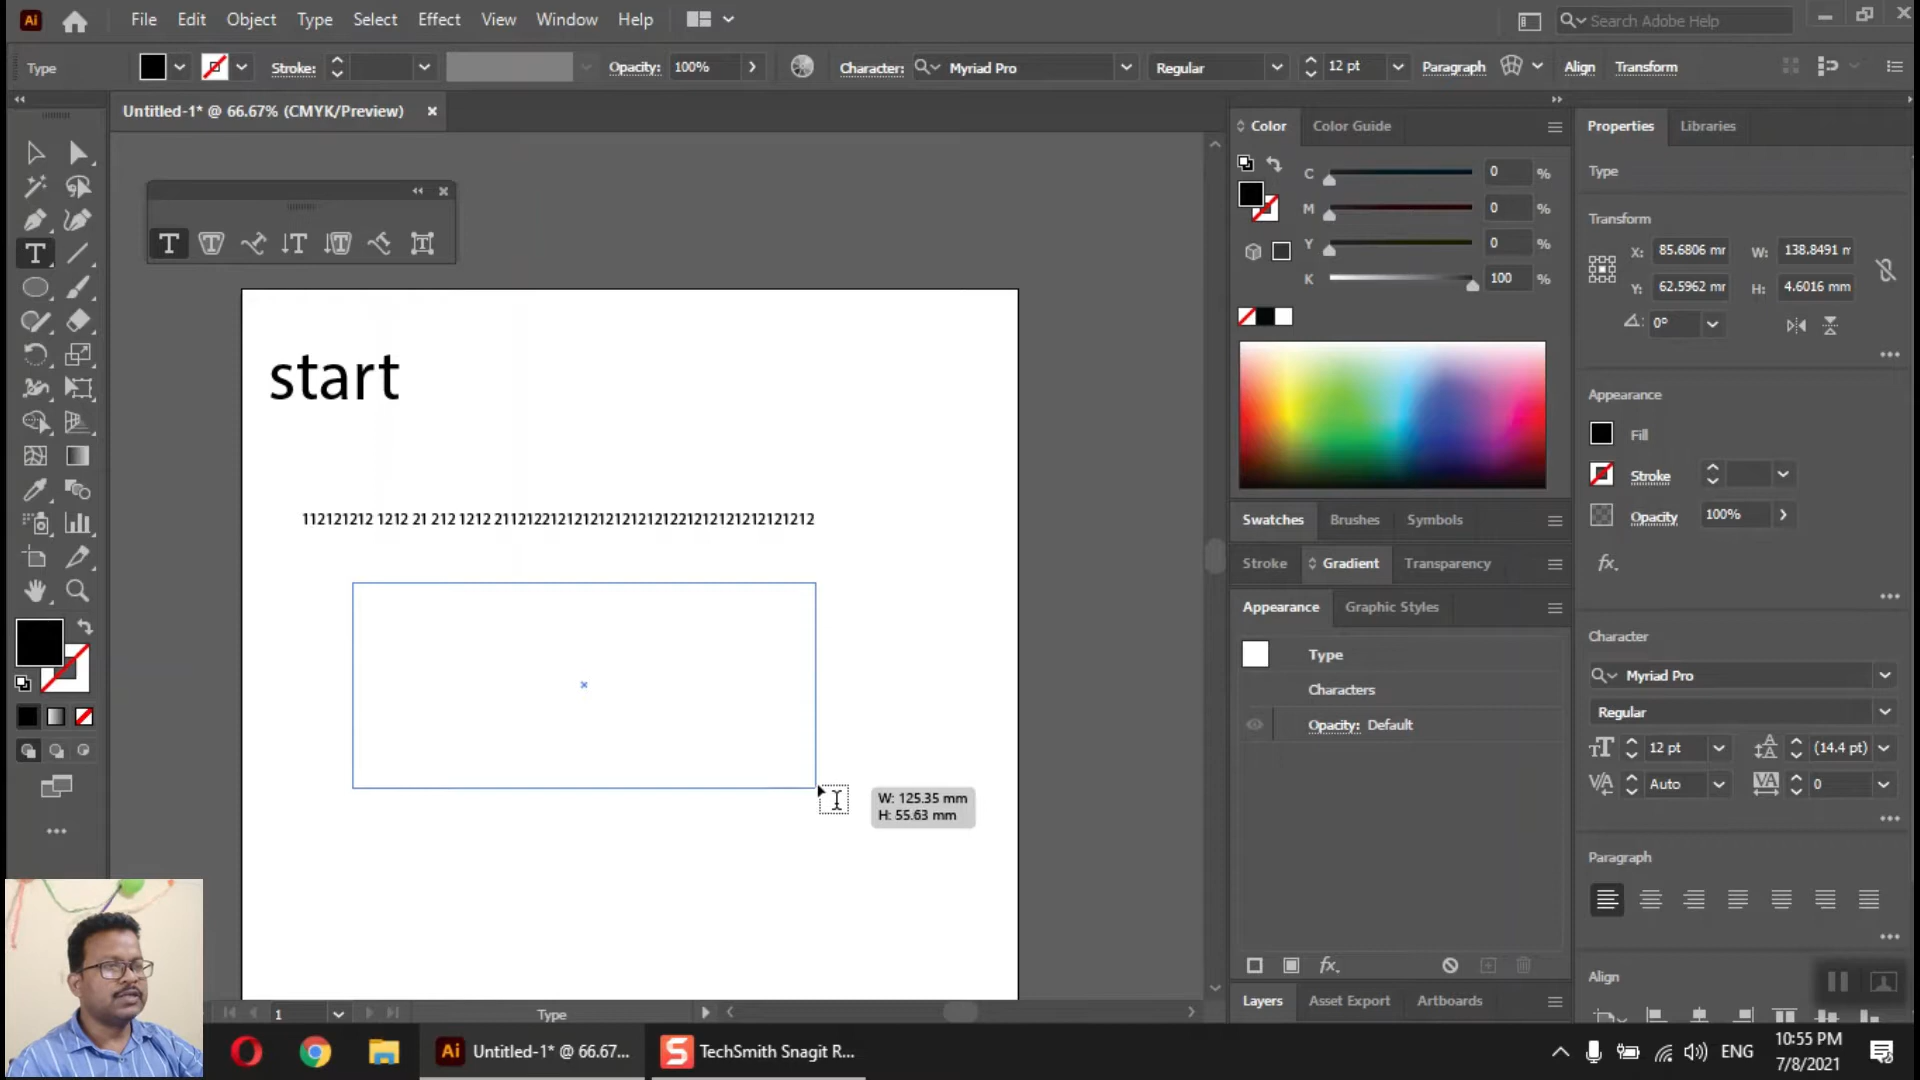 Ai File Edit Object Type Select Effect View Window Help Search Adobe Help
Type Stroke: Opacity: 100% Character: Myriad Pro Regular 12 pt Paragraph Align Transform
Untitled-1* @ 66.67% (CMYK/Preview)
start
112121212 1212 21 212 1212
W: 125.35 mm
H: 55.63 mm
1 Type
Color Color Guide
C 0 %
M 0 %
Y 0 %
K 100 %
Swatches Brushes Symbols
Stroke Gradient Transparency
Appearance Graphic Styles
Type
Characters
Opacity: Default
fx.
Layers Asset Export Artboards
Properties Libraries
Type
Transform
X: 85.6806 mr W: 138.8491 m
Y: 62.5962 mr H: 4.6016 mm
0°
Appearance
Fill
Stroke
Opacity 100%
fx.
Character
Myriad Pro
Regular
12 pt (14.4 pt)
Auto 0
Paragraph
Align
Ai Untitled-1* @ 66.67... S TechSmith Snagit R... ENG 10:55 PM
7/8/2021